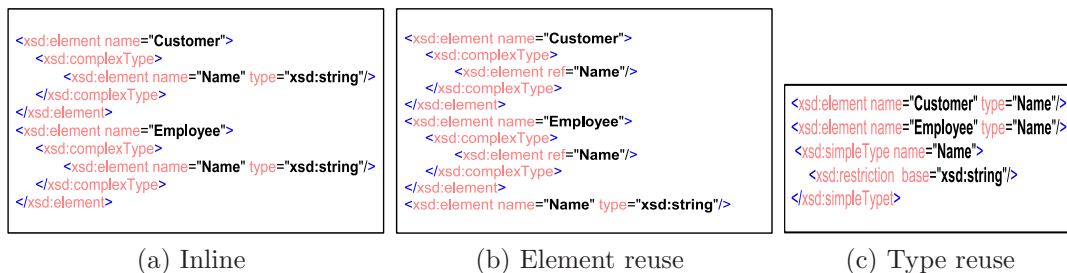 <xsd:element name="Customer">
<xsd:complexType>
<xsd:element name="Name" type="xsd:string"/>
</xsd:complexType>
</xsd:element>
<xsd:element name="Employee">
<xsd:complexType>
<xsd:element name="Name" type="xsd:string"/>
</xsd:complexType>
</xsd:element>
(a) Inline
<xsd:element name="Customer">
<xsd:complexType>
<xsd:element ref="Name"/>
</xsd:complexType>
</xsd:element>
<xsd:element name="Employee">
<xsd:complexType>
<xsd:element ref="Name"/>
</xsd:complexType>
</xsd:element>
<xsd:element name="Name" type="xsd:string"/>
(b) Element reuse
<xsd:element name="Customer" type="Name"/>
<xsd:element name="Employee" type="Name"/>
<xsd:simpleType name="Name">
<xsd:restriction base="xsd:string"/>
</xsd:simpleTypet>
(c) Type reuse